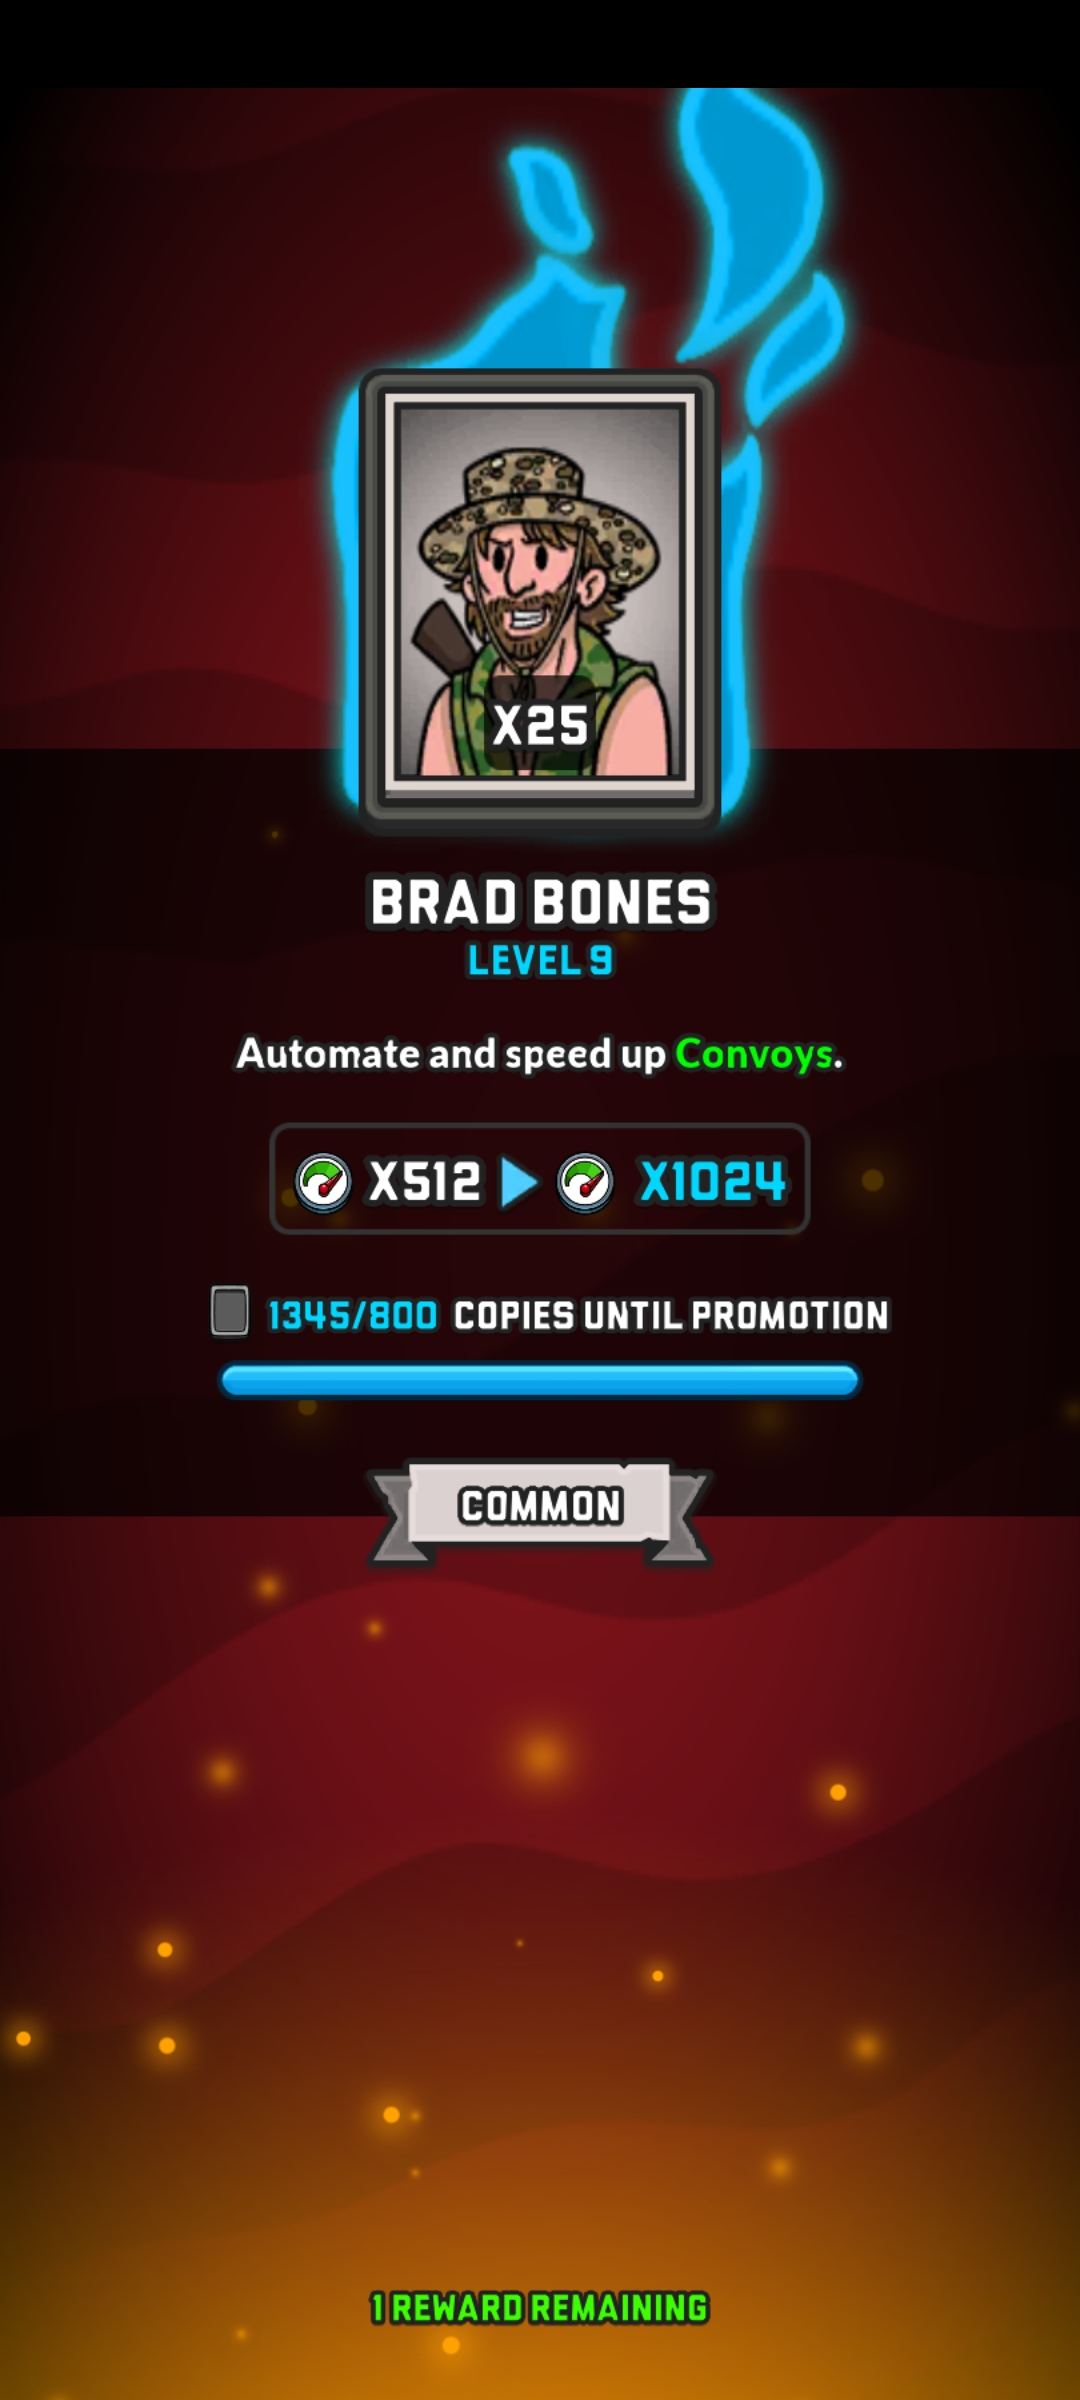 X25
BRAD BONES
LEVEL 9
Automate and speed up Convoys.
X512 X1024
1345/800 COPIES UNTIL PROMOTION
COMMON
1 REWARD REMAINING